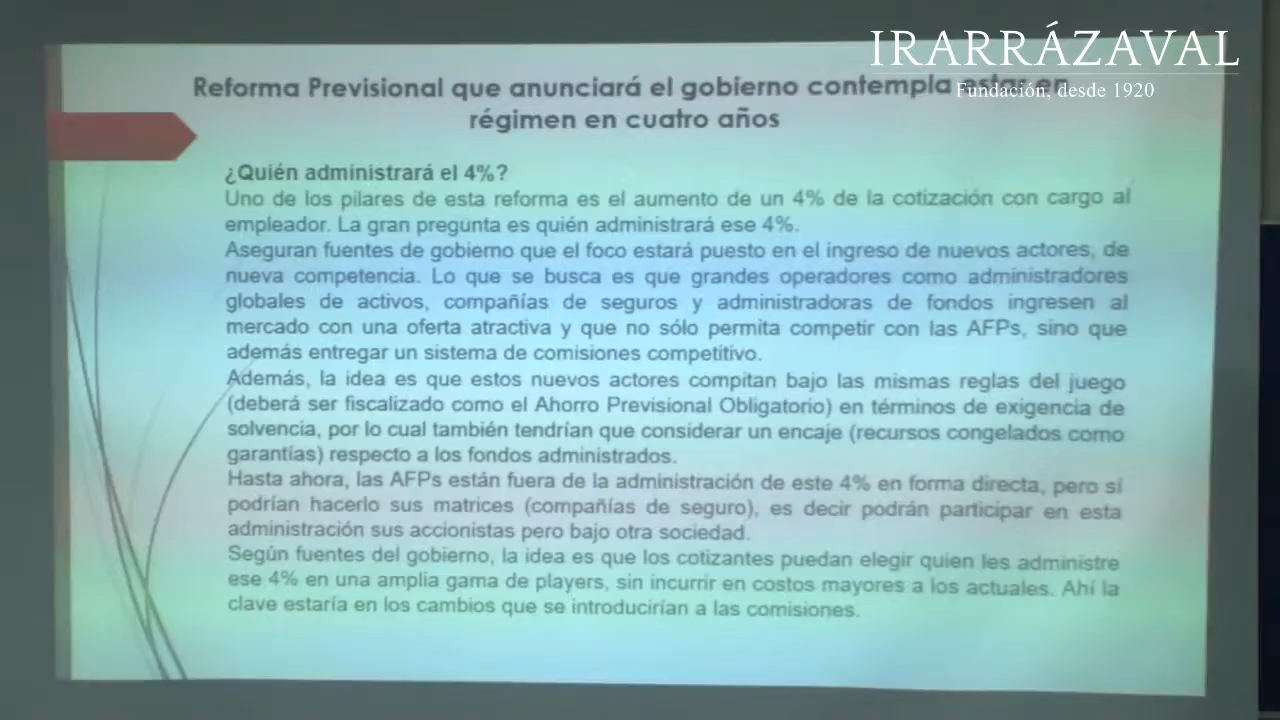 IRARRÁZAVAL
Fundación, desde 1920
Reforma Previsional que anunciará el gobierno contempla estar en
régimen en cuatro años
¿Quién administrará el 4%?
Uno de los pilares de esta reforma es el aumento de un 4% de la cotización con cargo al
empleador. La gran pregunta es quién administrará ese 4%.
Aseguran fuentes de gobierno que el foco estará puesto en el ingreso de nuevos actores, de
nueva competencia. Lo que se busca es que grandes operadores como administradores
globales de activos, compañías de seguros y administradoras de fondos ingresen al
mercado con una oferta atractiva y que no sólo permita competir con las AFPs, sino que
además entregar un sistema de comisiones competitivo.
Además, la idea es que estos nuevos actores compitan bajo las mismas reglas del juego
(deberá ser fiscalizado como el Ahorro Previsional Obligatorio) en términos de exigencia de
solvencia, por lo cual también tendrían que considerar un encaje (recursos congelados como
garantías) respecto a los fondos administrados.
Hasta ahora, las AFPs están fuera de la administración de este 4% en forma directa, pero sí
podrían hacerlo sus matrices (compañías de seguro), es decir podrán participar en esta
administración sus accionistas pero bajo otra sociedad.
Según fuentes del gobierno, la idea es que los cotizantes puedan elegir quien les administre
ese 4% en una amplia gama de players, sin incurrir en costos mayores a los actuales. Ahí la
clave estaría en los cambios que se introducirían a las comisiones.